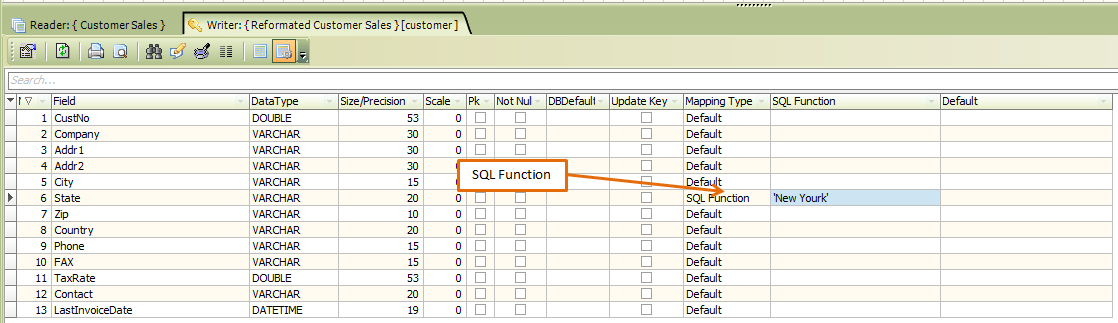 Reader: { Customer Sales } Writer: { Reformated Customer Sales } [customer]
Search...
Field DataType Size/Precision Scale Pk Not Nul DBDefault Update Key Mapping Type SQL Function Default
1 CustNo DOUBLE 53 0 Default
2 Company VARCHAR 30 0 Default
3 Addr1 VARCHAR 30 0 Default
4 Addr2 VARCHAR 30 0 Default
SQL Function
5 City VARCHAR 15 0 Default
6 State VARCHAR 20 0 SQL Function 'New Yourk'
7 Zip VARCHAR 10 0 Default
8 Country VARCHAR 20 0 Default
9 Phone VARCHAR 15 0 Default
10 FAX VARCHAR 15 0 Default
11 TaxRate DOUBLE 53 0 Default
12 Contact VARCHAR 20 0 Default
13 LastInvoiceDate DATETIME 19 0 Default